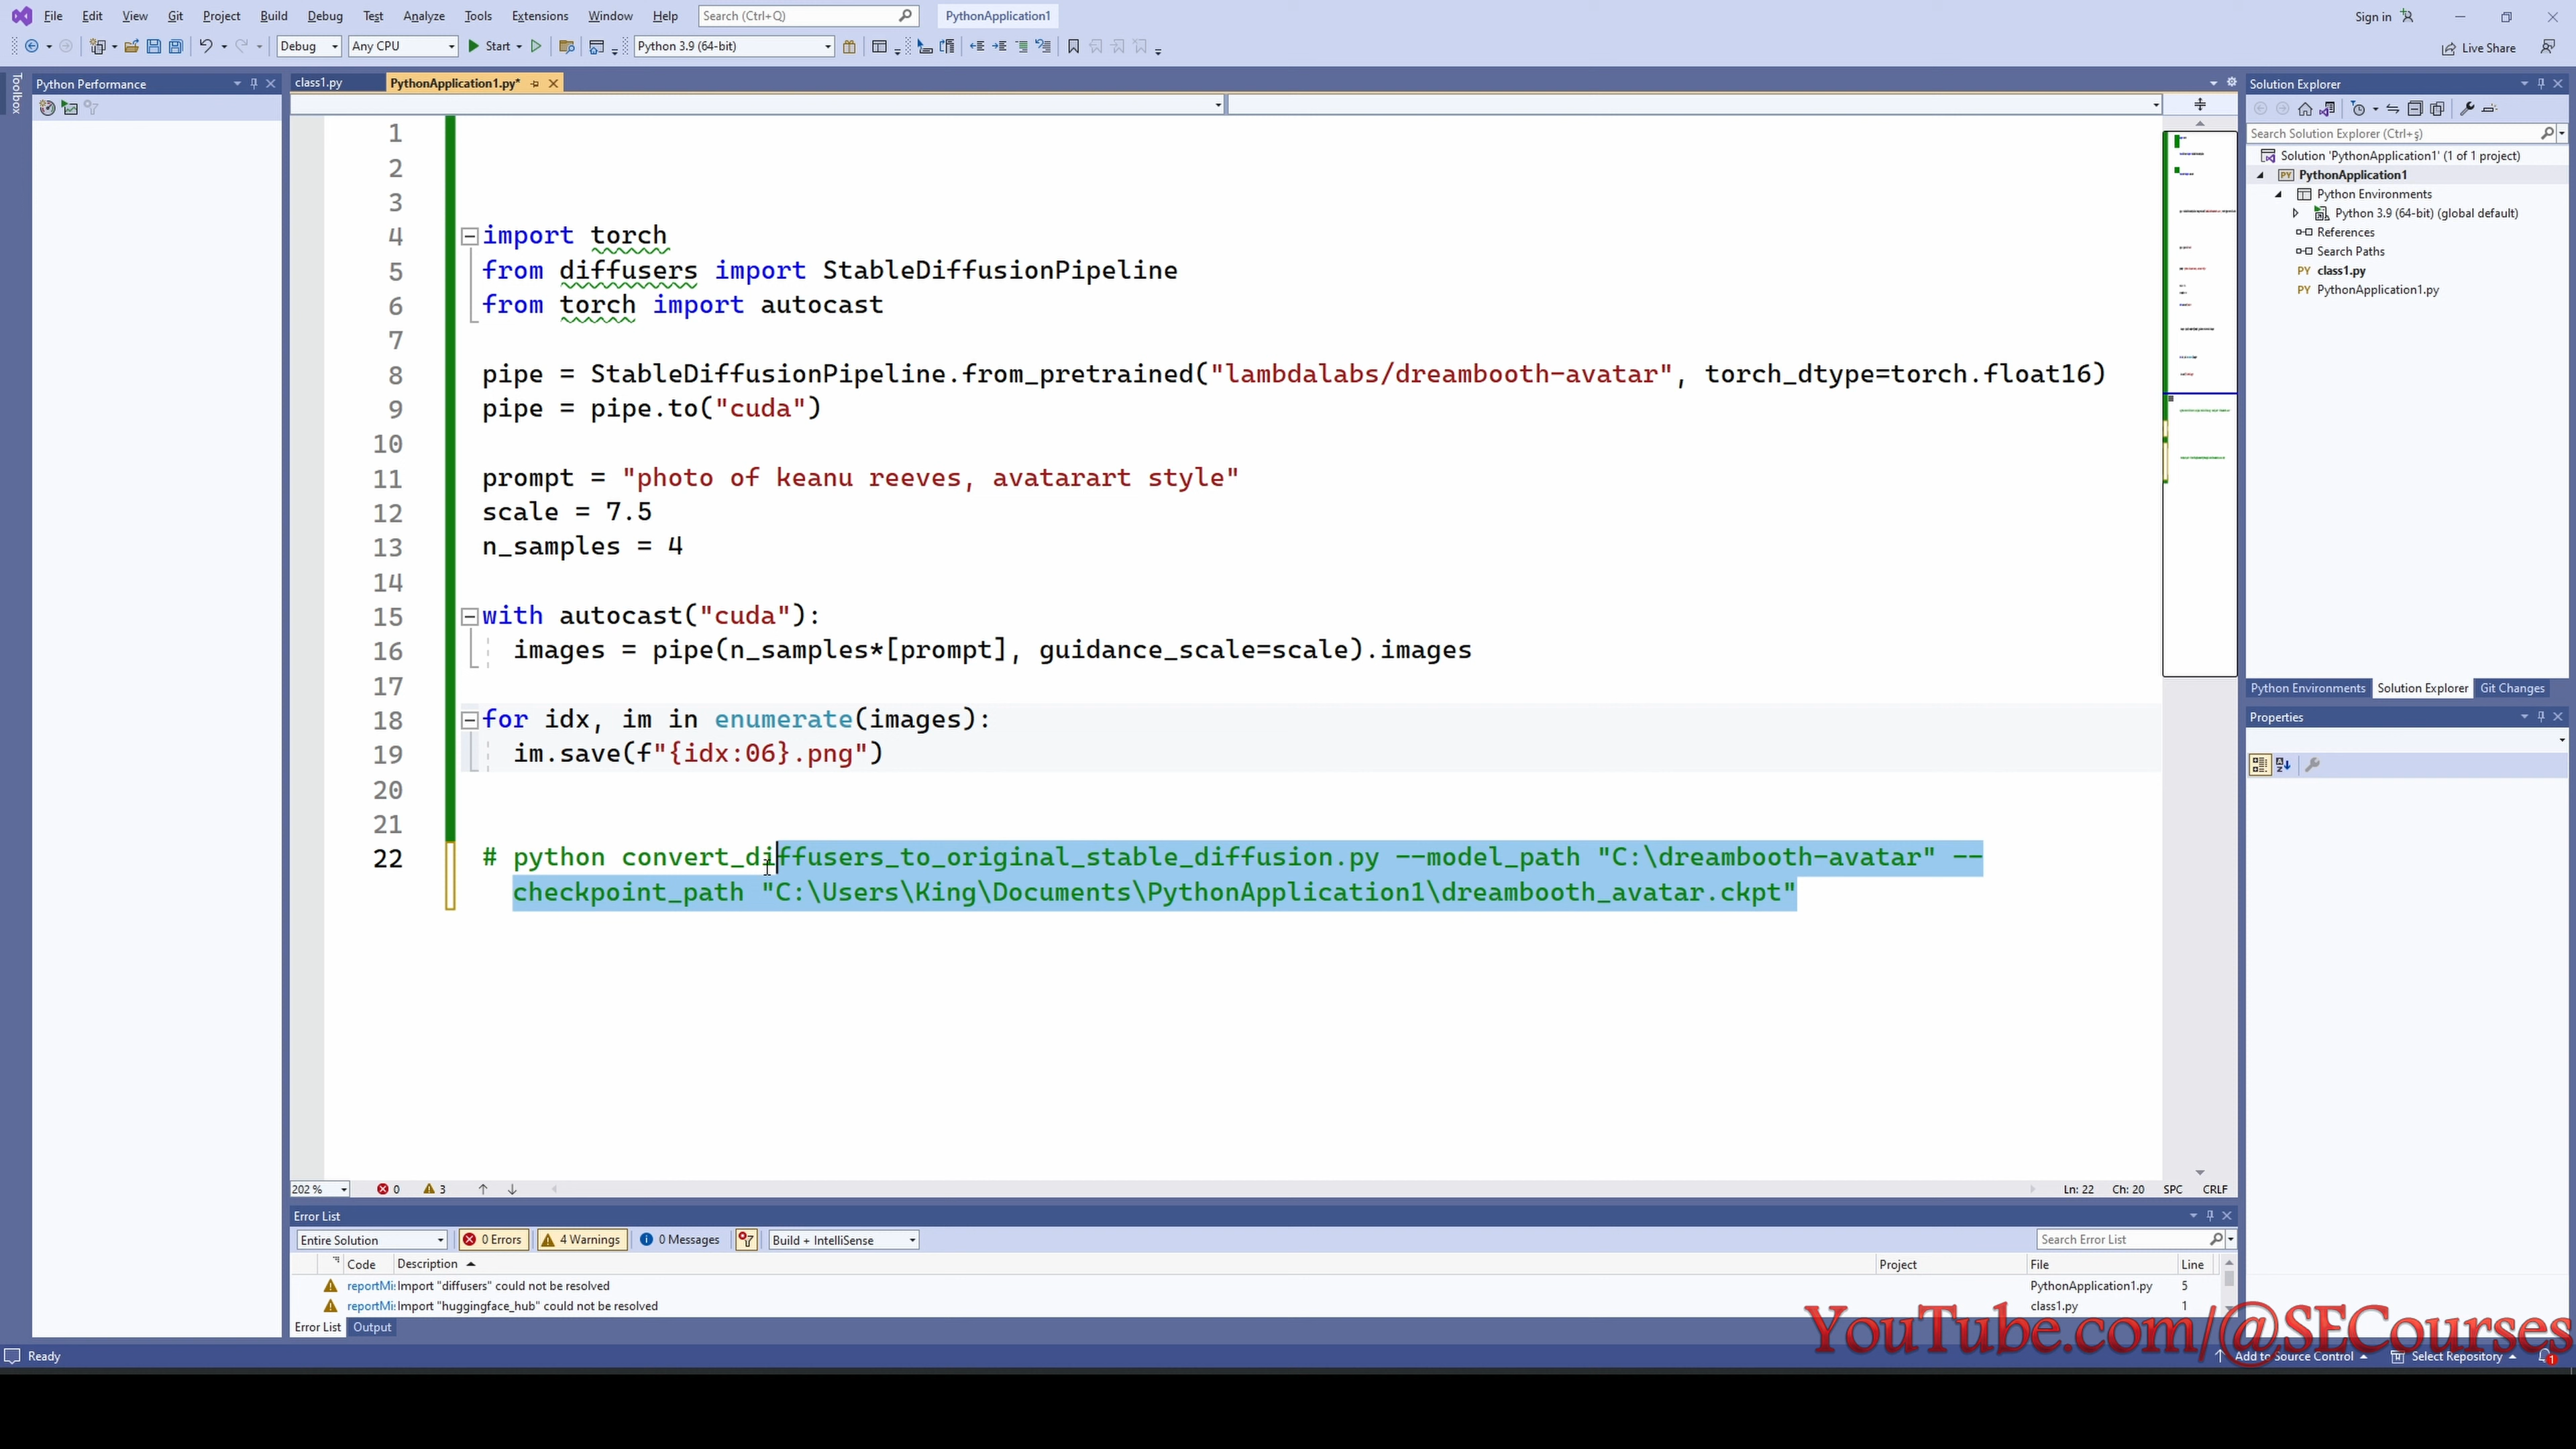 File Edit View Git Project Build Debug Test Analyze Tools Extensions Window Help Search (Ctrl+Q) PythonApplication1 Sign in
Debug Any CPU Start Python 3.9 (64-bit) Live Share
Toolbox
Python Performance
class1.py PythonApplication1.py*
1
2
3
4 import torch
5 from diffusers import StableDiffusionPipeline
6 from torch import autocast
7
8 pipe = StableDiffusionPipeline.from_pretrained("lambdalabs/dreambooth-avatar", torch_dtype=torch.float16)
9 pipe = pipe.to("cuda")
10
11 prompt = "photo of keanu reeves, avatarart style"
12 scale = 7.5
13 n_samples = 4
14
15 with autocast("cuda"):
16 images = pipe(n_samples*[prompt], guidance_scale=scale).images
17
18 for idx, im in enumerate(images):
19 im.save(f"{idx:06}.png")
20
21
22 # python convert_diffusers_to_original_stable_diffusion.py --model_path "C:\dreambooth-avatar" --
checkpoint_path "C:\Users\King\Documents\PythonApplication1\dreambooth_avatar.ckpt"
202 % 0 3 Ln: 22 Ch: 20 SPC CRLF
Solution Explorer
Search Solution Explorer (Ctrl+ş)
Solution 'PythonApplication1' (1 of 1 project)
PythonApplication1
Python Environments
Python 3.9 (64-bit) (global default)
References
Search Paths
class1.py
PythonApplication1.py
Python Environments Solution Explorer Git Changes
Properties
Error List
Entire Solution 0 Errors 4 Warnings 0 Messages Build + IntelliSense Search Error List
Code Description Project File Line
reportMi: Import "diffusers" could not be resolved PythonApplication1.py 5
reportMi: Import "huggingface_hub" could not be resolved class1.py 1
Error List Output
YouTube.com/@SECourses
Ready Add to Source Control Select Repository 1